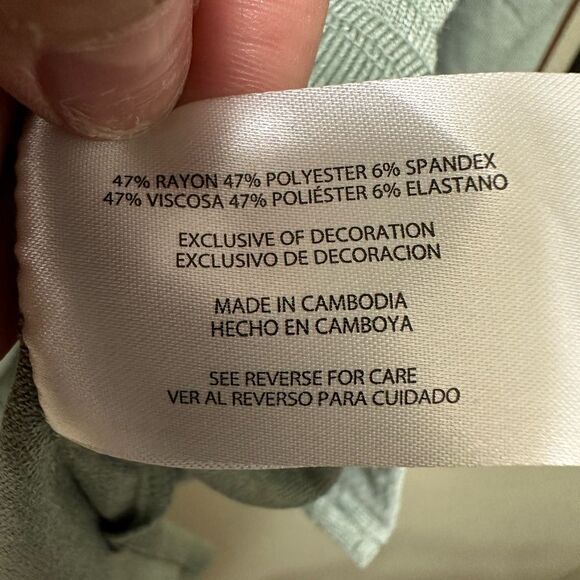 47% RAYON 47% POLYESTER 6% SPANDEX
47% VISCOSA 47% POLIÉSTER 6% ELASTANO
EXCLUSIVE OF DECORATION
EXCLUSIVO DE DECORACION
MADE IN CAMBODIA
HECHO EN CAMBOYA
SEE REVERSE FOR CARE
VER AL REVERSO PARA CUIDADO